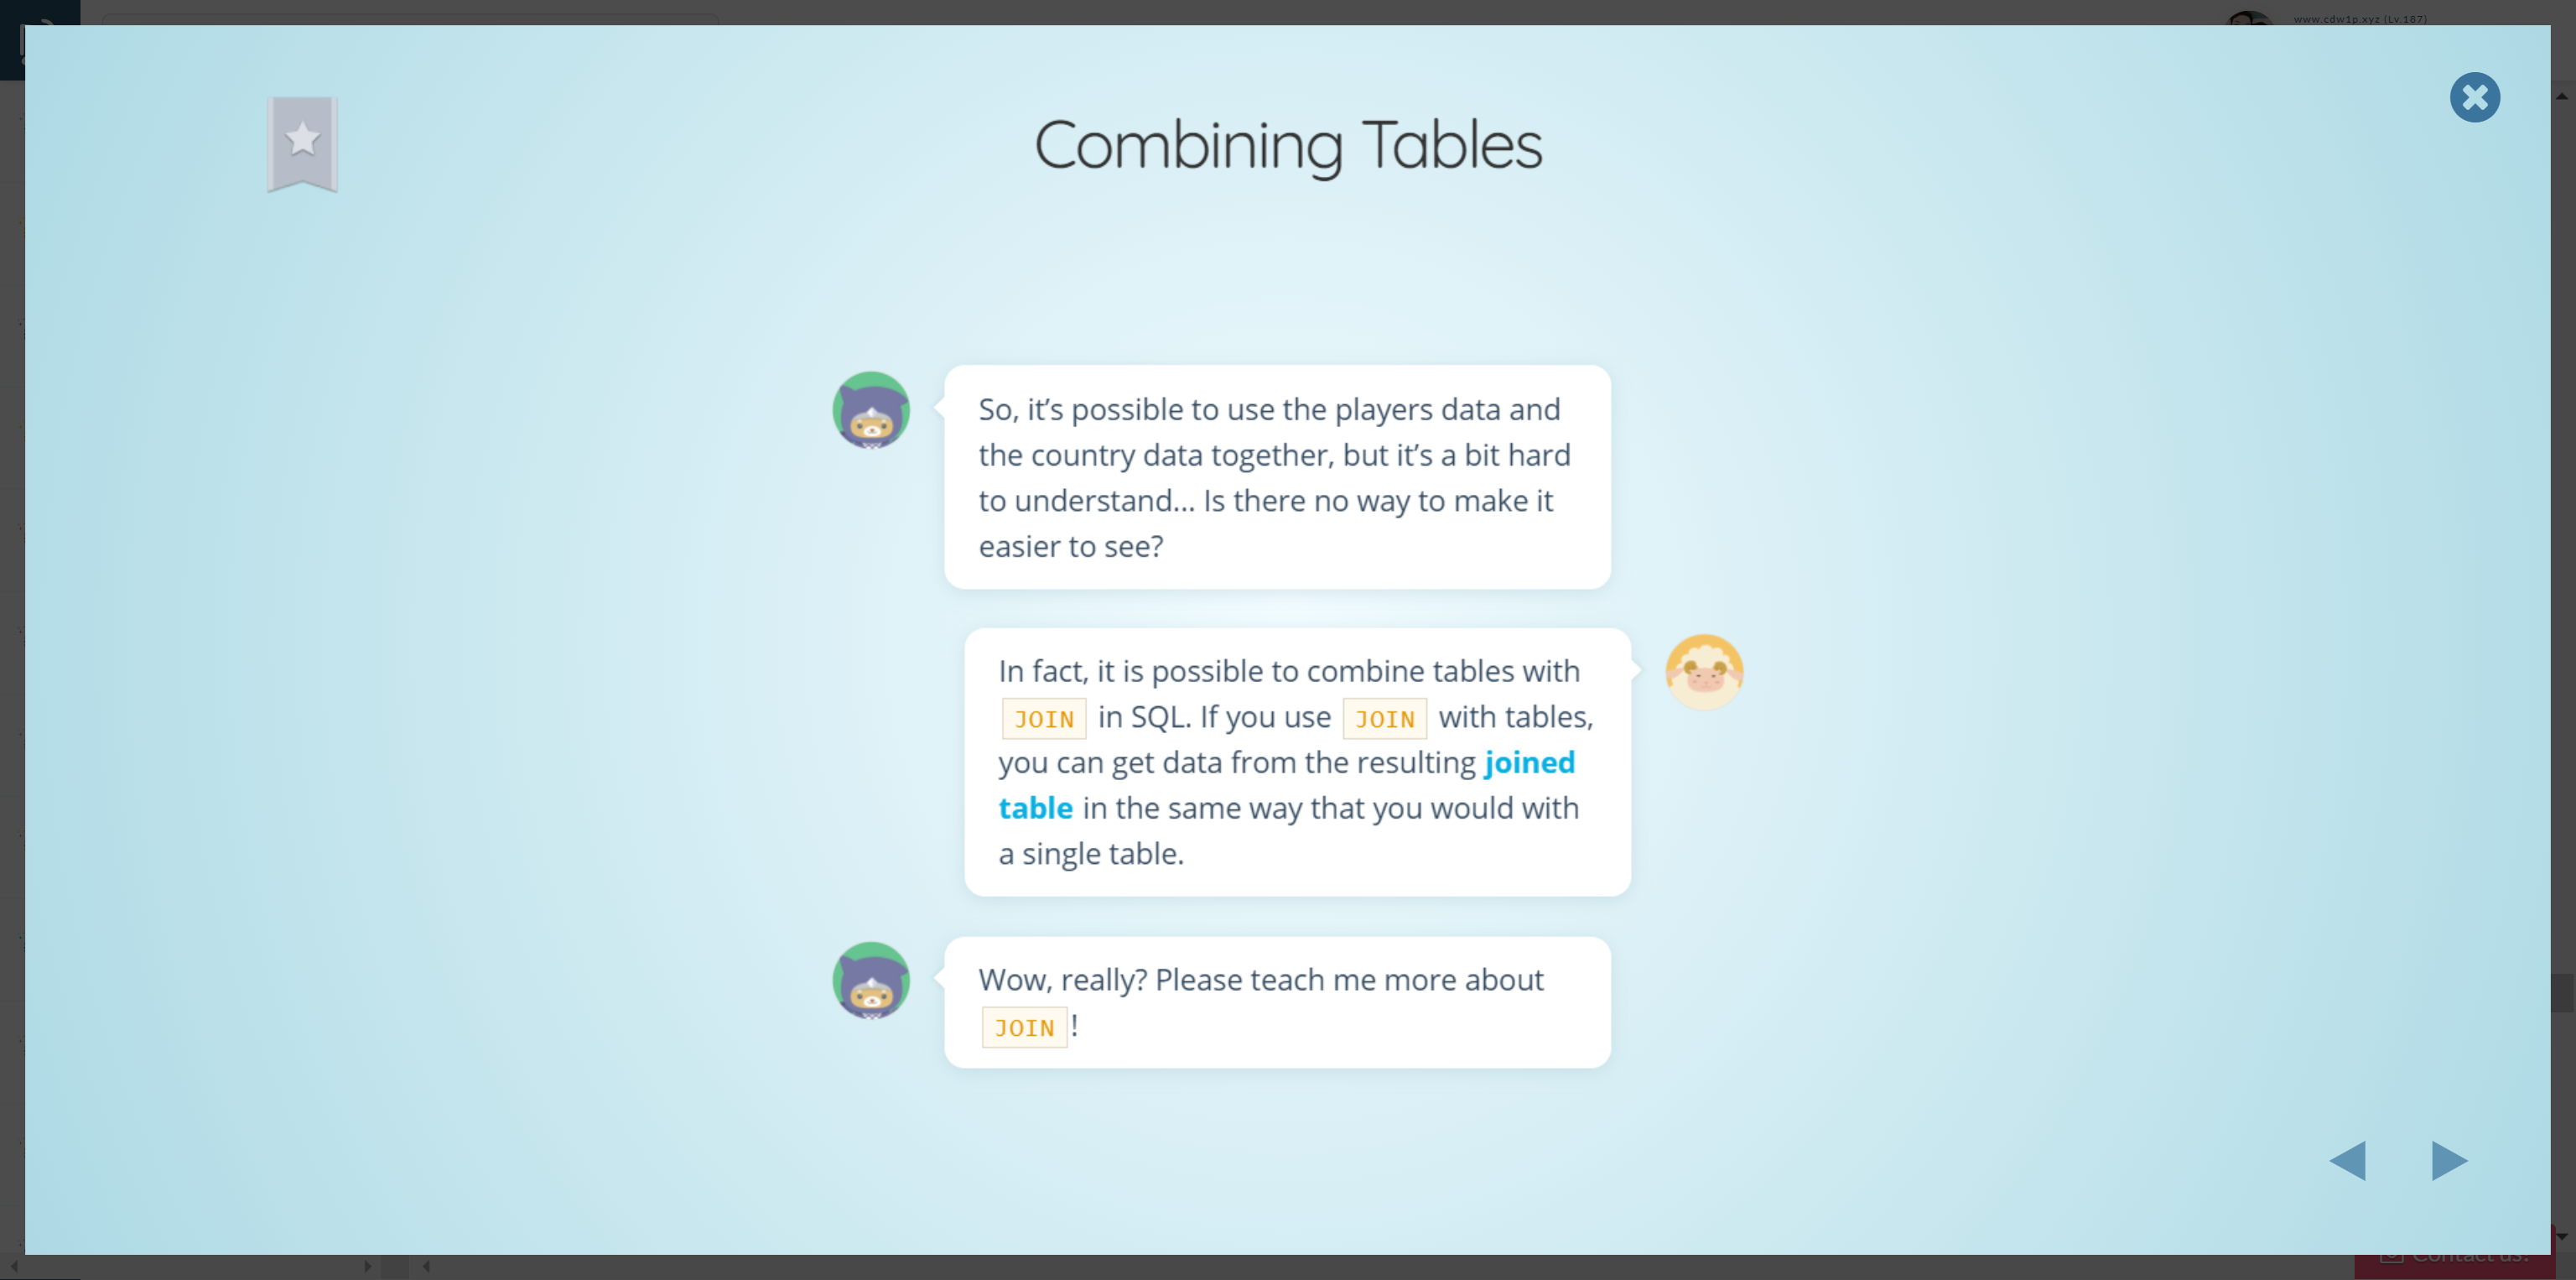 www.cdw1p.xyz (Lv.187)
Combining Tables
So, it’s possible to use the players data and
the country data together, but it’s a bit hard
to understand... Is there no way to make it
easier to see?
In fact, it is possible to combine tables with
JOIN in SQL. If you use JOIN with tables,
you can get data from the resulting joined
table in the same way that you would with
a single table.
Wow, really? Please teach me more about
JOIN !
Contact us!